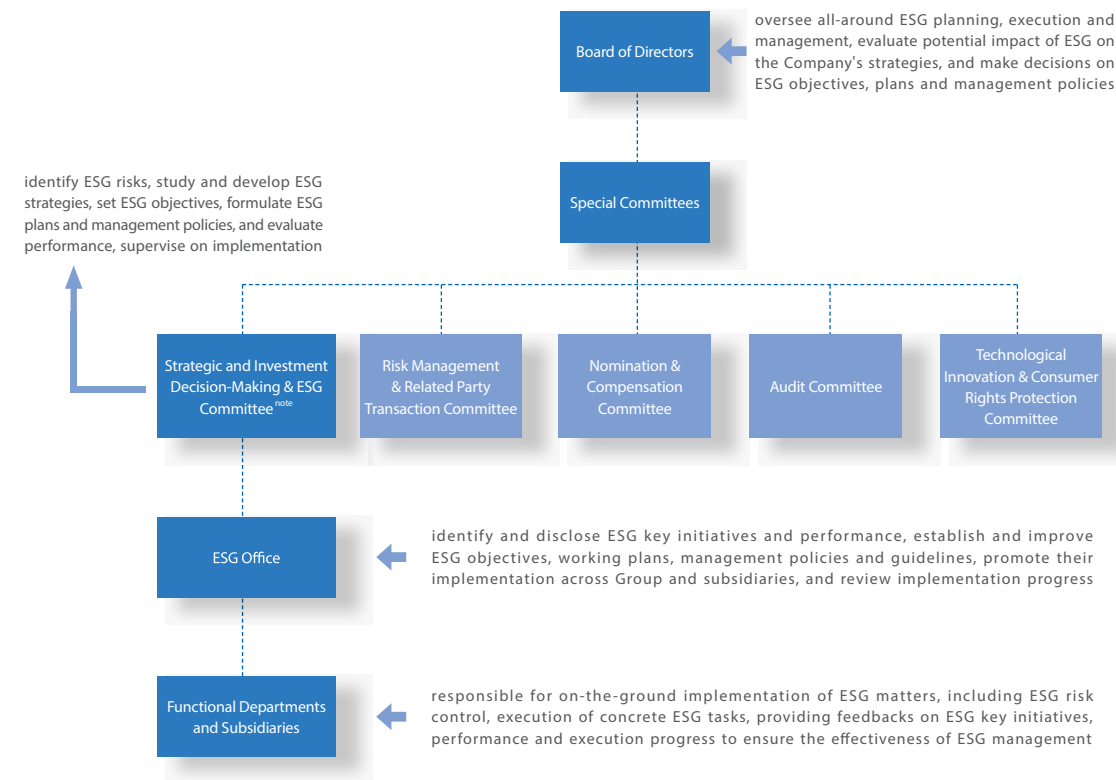 Board of Directors
oversee all-around ESG planning, execution and
management, evaluate potential impact of ESG on
the Company's strategies, and make decisions on
ESG objectives, plans and management policies
Special Committees
identify ESG risks, study and develop ESG
strategies, set ESG objectives, formulate ESG
plans and management policies, and evaluate
performance, supervise on implementation
Strategic and Investment
Decision-Making & ESG
Committee note
Risk Management
& Related Party
Transaction Committee
Nomination &
Compensation
Committee
Audit Committee
Technological
Innovation & Consumer
Rights Protection
Committee
ESG Office
identify and disclose ESG key initiatives and performance, establish and improve
ESG objectives, working plans, management policies and guidelines, promote their
implementation across Group and subsidiaries, and review implementation progress
Functional Departments
and Subsidiaries
responsible for on-the-ground implementation of ESG matters, including ESG risk
control, execution of concrete ESG tasks, providing feedbacks on ESG key initiatives,
performance and execution progress to ensure the effectiveness of ESG management